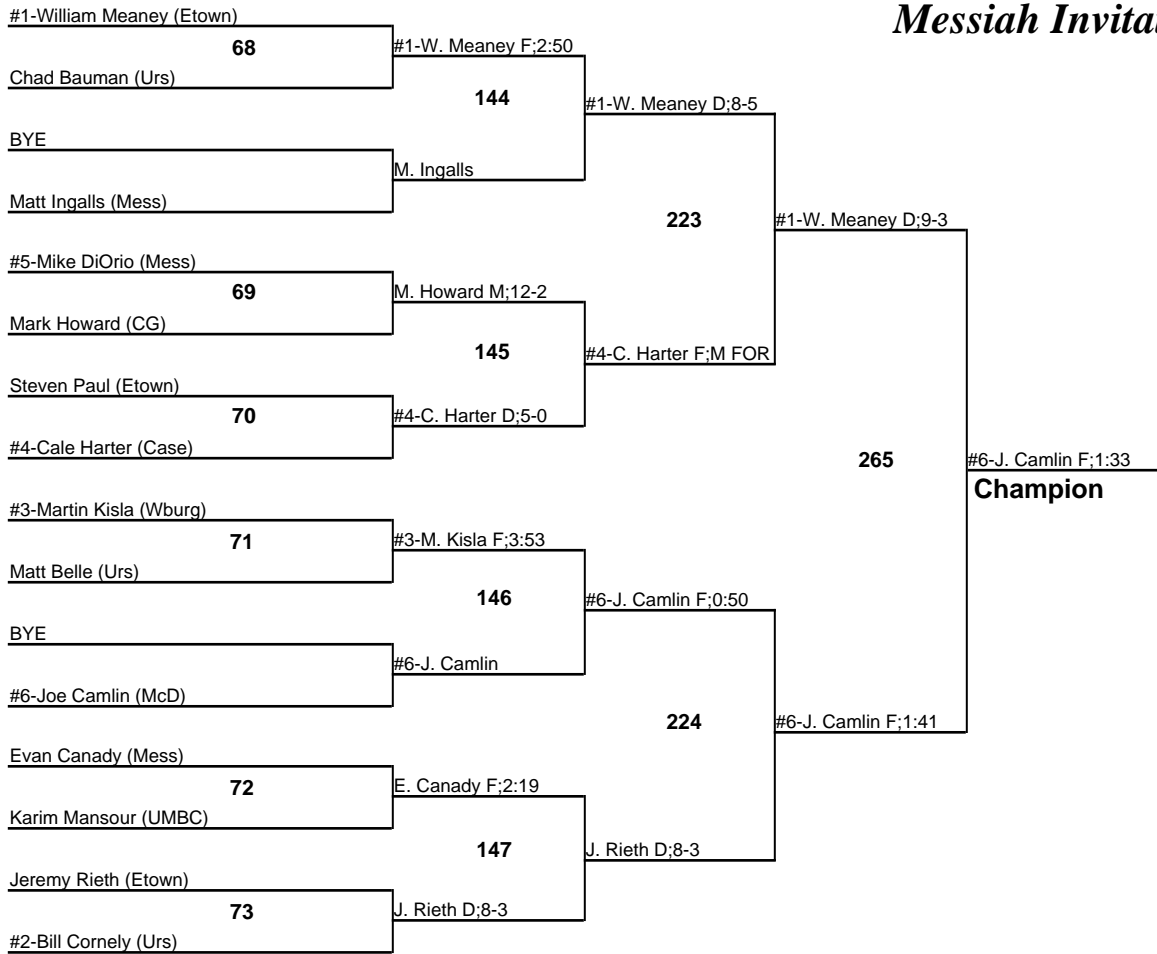 Messiah Invita
#1-William Meaney (Etown)
68
Chad Bauman (Urs)
#1-W. Meaney F;2:50
144
BYE
Matt Ingalls (Mess)
M. Ingalls
#1-W. Meaney D;8-5
223
#5-Mike DiOrio (Mess)
69
Mark Howard (CG)
M. Howard M;12-2
145
Steven Paul (Etown)
70
#4-Cale Harter (Case)
#4-C. Harter D;5-0
#4-C. Harter F;M FOR
#1-W. Meaney D;9-3
265
#3-Martin Kisla (Wburg)
71
Matt Belle (Urs)
#3-M. Kisla F;3:53
146
BYE
#6-Joe Camlin (McD)
#6-J. Camlin
#6-J. Camlin F;0:50
224
Evan Canady (Mess)
72
Karim Mansour (UMBC)
E. Canady F;2:19
147
Jeremy Rieth (Etown)
73
#2-Bill Cornely (Urs)
J. Rieth D;8-3
J. Rieth D;8-3
#6-J. Camlin F;1:41
#6-J. Camlin F;1:33
Champion